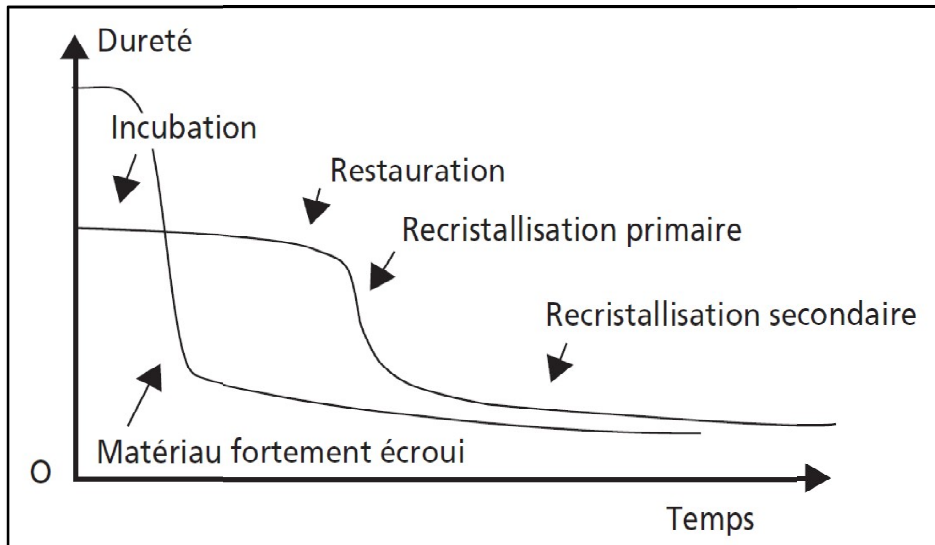 Dureté
Incubation
Restauration
Recristallisation primaire
Recristallisation secondaire
Matériau fortement écroui
O
Temps